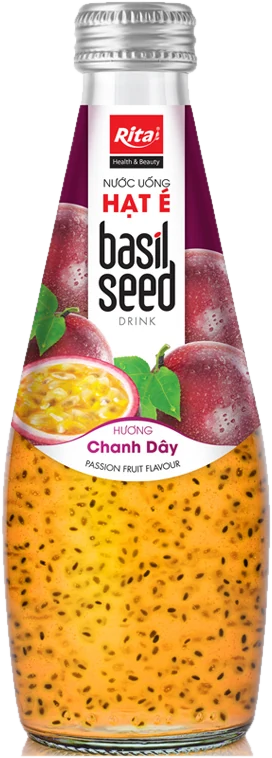 Rita
Health & Beauty
NƯỚC UỐNG
HẠT É
basil
seed
DRINK
HƯƠNG
Chanh Dây
PASSION FRUIT FLAVOUR